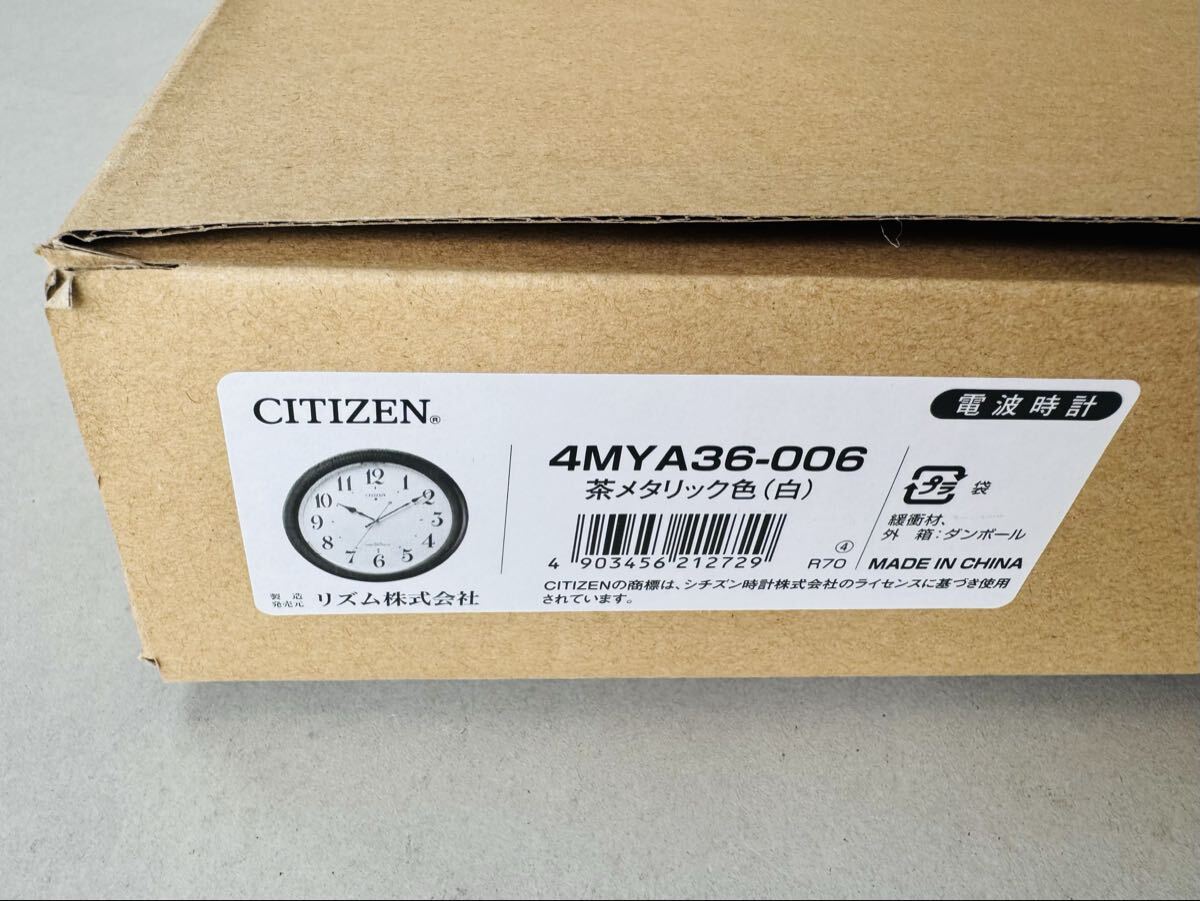 CITIZEN®
電波時計
4MYA36-006
茶メタリック色(白)
12
11
10
9
8
7
6
5
4
3
2
1
CITIZEN
4 903456 212729
④
R70
プラ 袋
緩衝材、
外 箱:ダンボール
MADE IN CHINA
CITIZENの商標は、シチズン時計株式会社のライセンスに基づき使用
されています。
製造
発売元 リズム株式会社